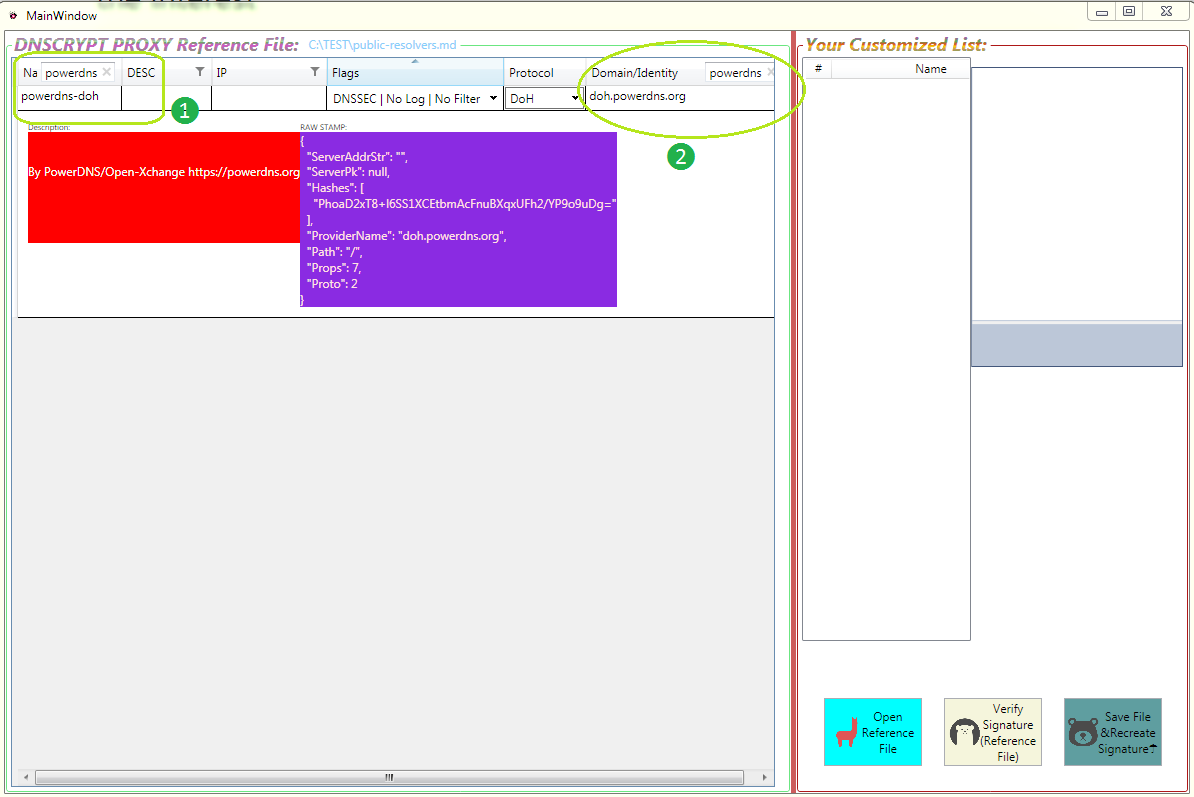 MainWindow
DNSCRYPT PROXY Reference File: C:\TEST\public-resolvers.md
Na powerdns DESC IP Flags Protocol Domain/Identity powerdns
powerdns-doh DNSSEC | No Log | No Filter DoH doh.powerdns.org
1
2
Description:
By PowerDNS/Open-Xchange https://powerdns.org
RAW STAMP:
{
"ServerAddrStr": "",
"ServerPk": null,
"Hashes": [
"PhoaD2xT8+I6SS1XCEtbmAcFnuBXqxUFh2/YP9o9uDg="
],
"ProviderName": "doh.powerdns.org",
"Path": "/",
"Props": 7,
"Proto": 2
}
Your Customized List:
# Name
Open
Reference
File
Verify
Signature
(Reference
File)
Save File
&Recreate
Signature